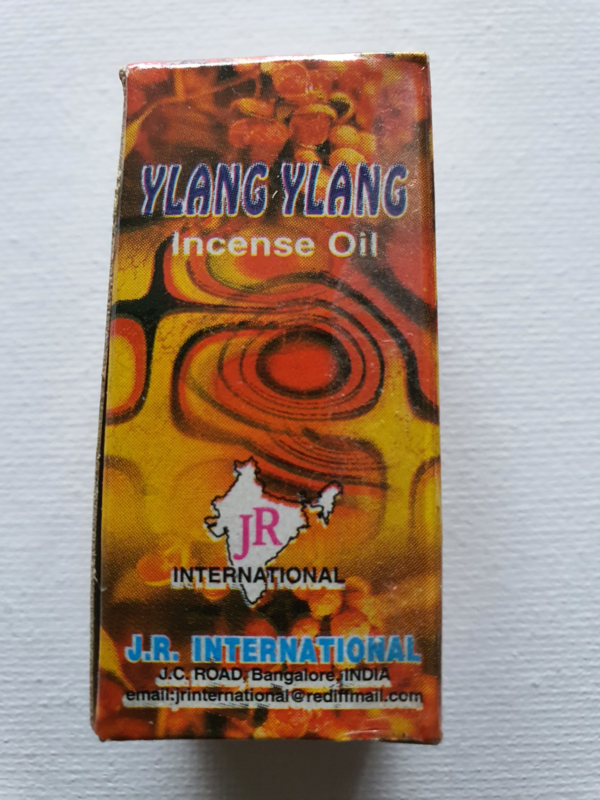 YLANG YLANG
Incense Oil
JR
INTERNATIONAL
J.R. INTERNATIONAL
J.C. ROAD, Bangalore, INDIA
email:jrinternational@rediffmail.com